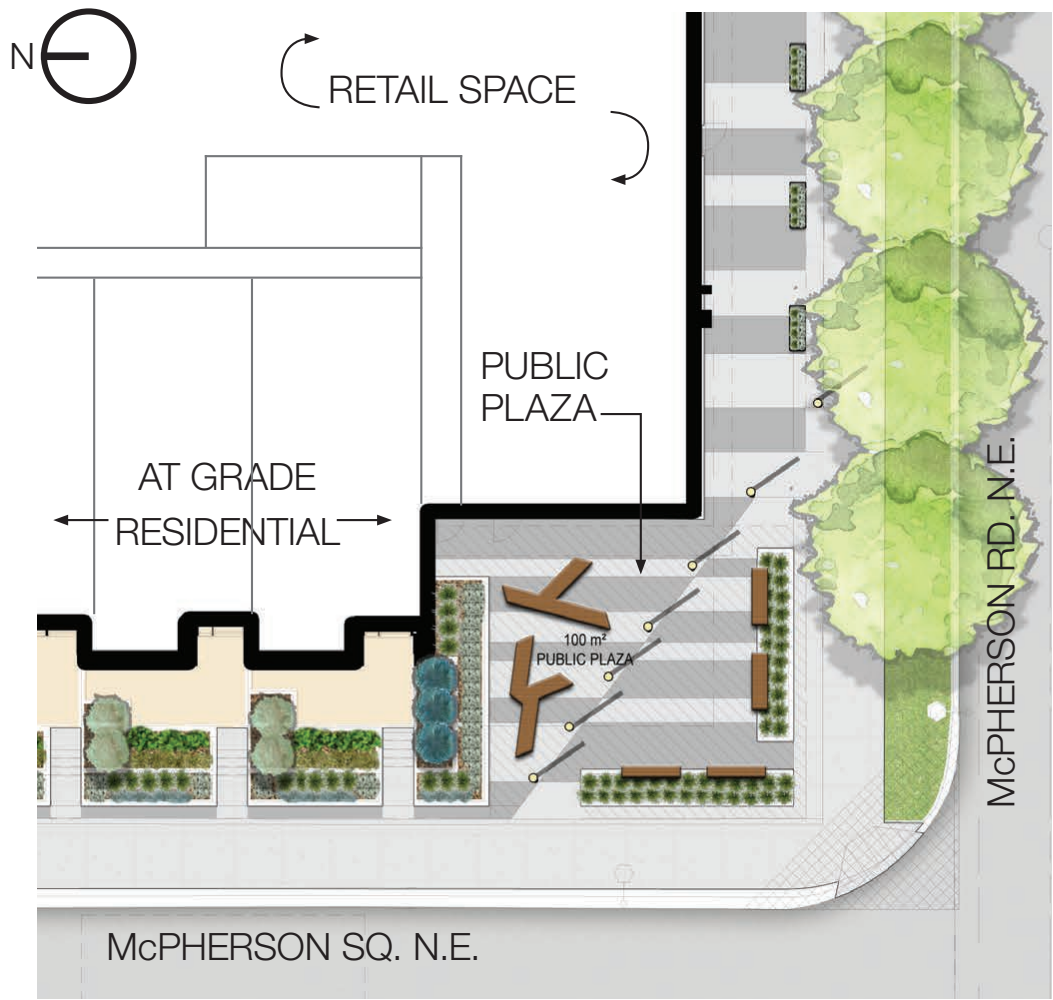 N
RETAIL SPACE
PUBLIC
PLAZA
AT GRADE
RESIDENTIAL
100 m²
PUBLIC PLAZA
McPHERSON RD. N.E.
McPHERSON SQ. N.E.